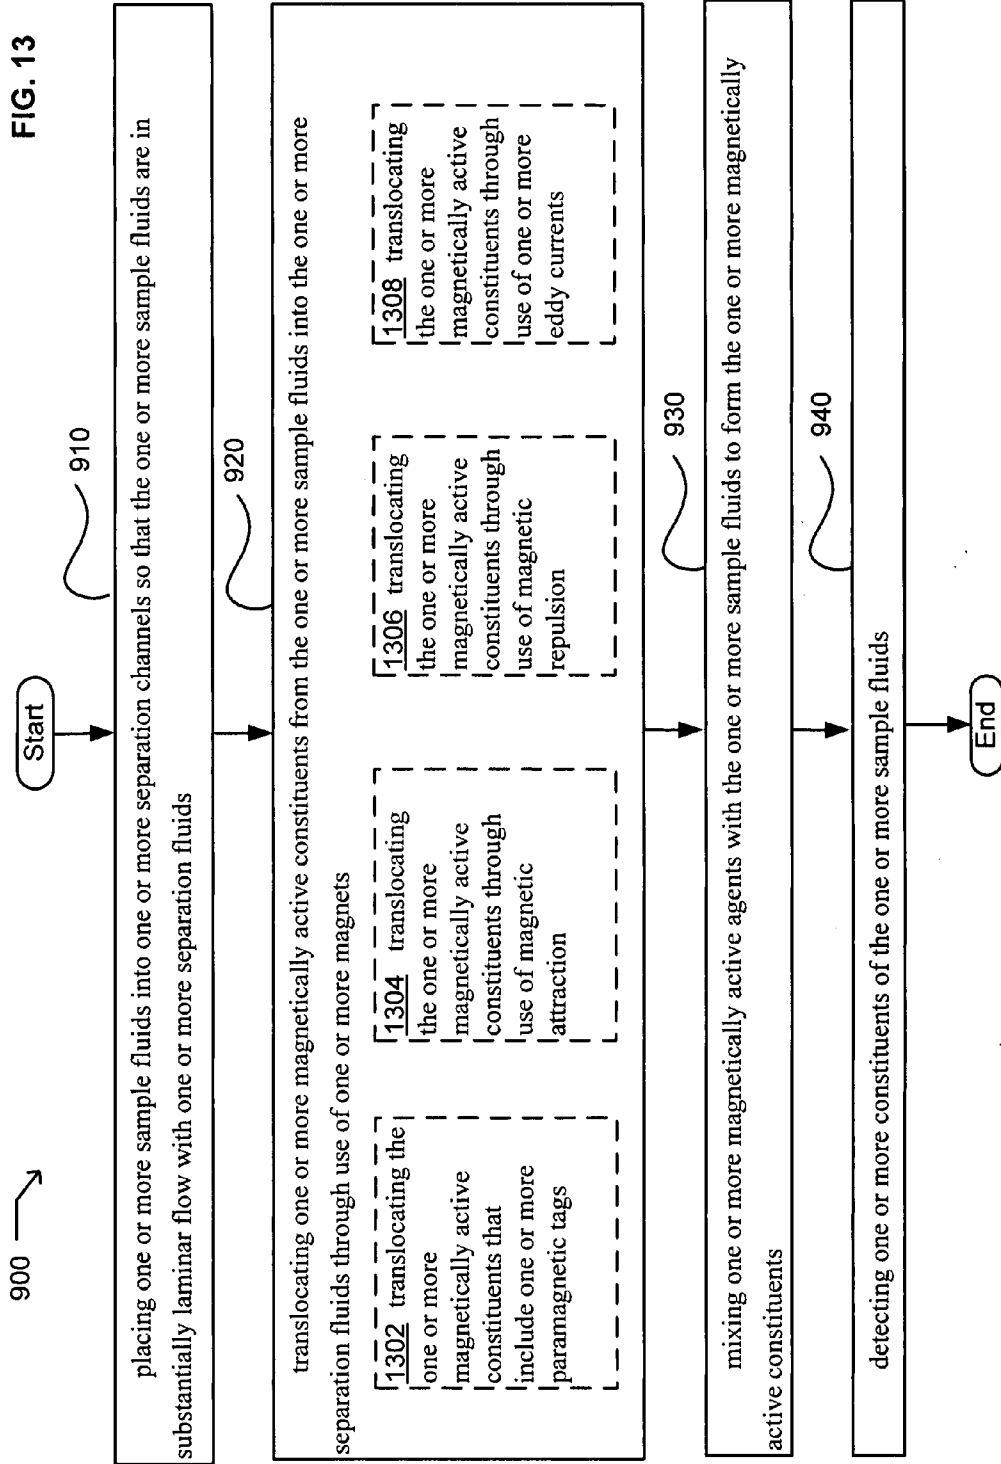 FIG. 13
900
Start
910
placing one or more sample fluids into one or more separation channels so that the one or more sample fluids are in
substantially laminar flow with one or more separation fluids
920
translocating one or more magnetically active constituents from the one or more sample fluids into the one or more
separation fluids through use of one or more magnets
1302 translocating the
one or more
magnetically active
constituents that
include one or more
paramagnetic tags
1304 translocating
the one or more
magnetically active
constituents through
use of magnetic
attraction
1306 translocating
the one or more
magnetically active
constituents through
use of magnetic
repulsion
1308 translocating
the one or more
magnetically active
constituents through
use of one or more
eddy currents
930
mixing one or more magnetically active agents with the one or more sample fluids to form the one or more magnetically
active constituents
940
detecting one or more constituents of the one or more sample fluids
End